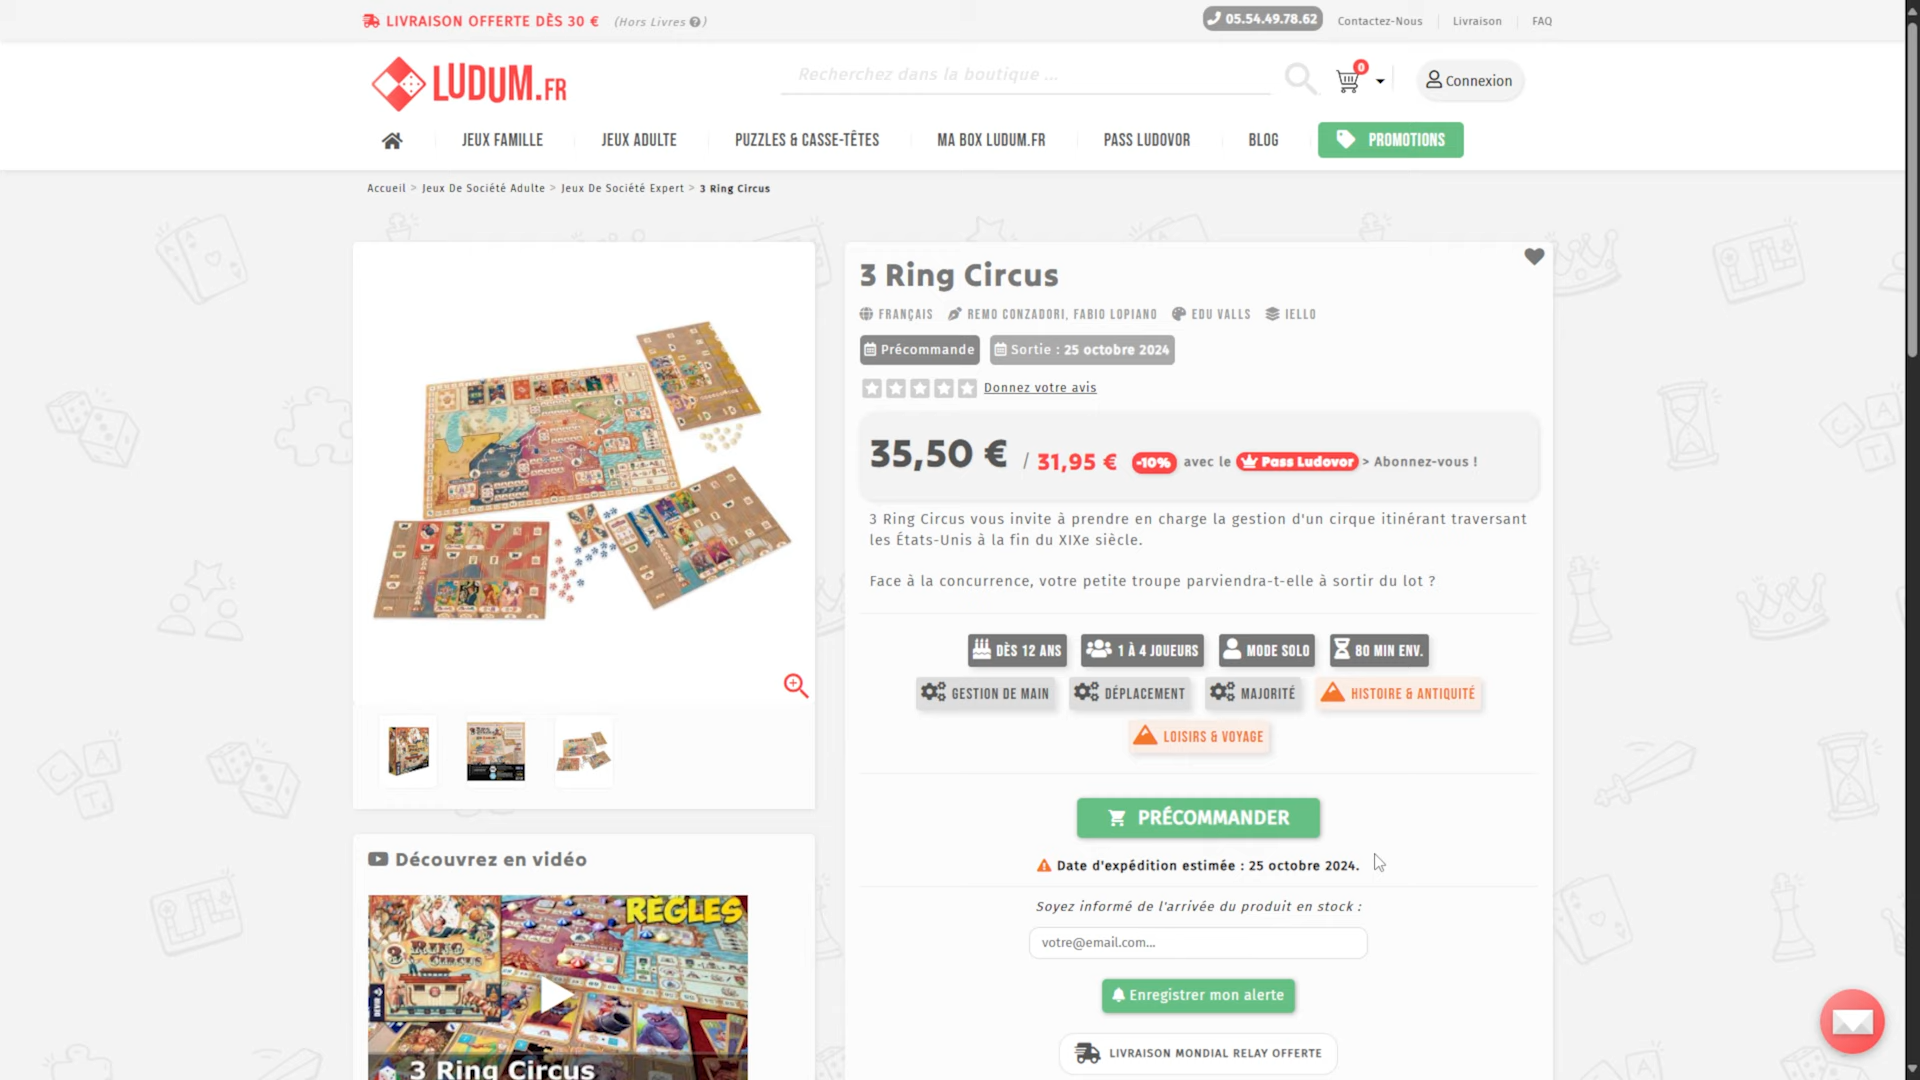 LIVRAISON OFFERTE DÈS 30 € (Hors Livres ?)
05.54.49.78.62 Contactez-Nous Livraison FAQ
LUDUM.FR
Recherchez dans la boutique ...
0
Connexion
JEUX FAMILLE JEUX ADULTE PUZZLES & CASSE-TÊTES MA BOX LUDUM.FR PASS LUDOVOR BLOG PROMOTIONS
Accueil > Jeux De Société Adulte > Jeux De Société Expert > 3 Ring Circus
3 Ring Circus
FRANÇAIS REMO CONZADORI, FABIO LOPIANO EDU VALLS IELLO
Précommande Sortie : 25 octobre 2024
Donnez votre avis
35,50 € / 31,95 € -10% avec le Pass Ludovor > Abonnez-vous !
3 Ring Circus vous invite à prendre en charge la gestion d'un cirque itinérant traversant
les États-Unis à la fin du XIXe siècle.
Face à la concurrence, votre petite troupe parviendra-t-elle à sortir du lot ?
DÈS 12 ANS 1 À 4 JOUEURS MODE SOLO 80 MIN ENV.
GESTION DE MAIN DÉPLACEMENT MAJORITÉ HISTOIRE & ANTIQUITÉ
LOISIRS & VOYAGE
PRÉCOMMANDER
Date d'expédition estimée : 25 octobre 2024.
Soyez informé de l'arrivée du produit en stock :
votre@email.com...
Enregistrer mon alerte
LIVRAISON MONDIAL RELAY OFFERTE
Découvrez en vidéo
RÈGLES
3 RING CIRCUS
3 Ring Circus